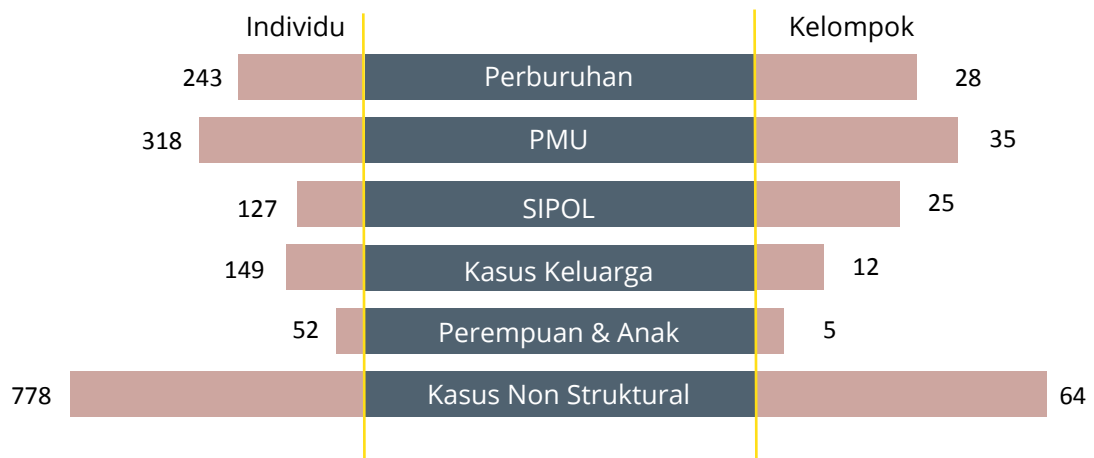 Individu Kelompok
243 Perburuhan 28
318 PMU 35
127 SIPOL 25
149 Kasus Keluarga 12
52 Perempuan & Anak 5
778 Kasus Non Struktural 64